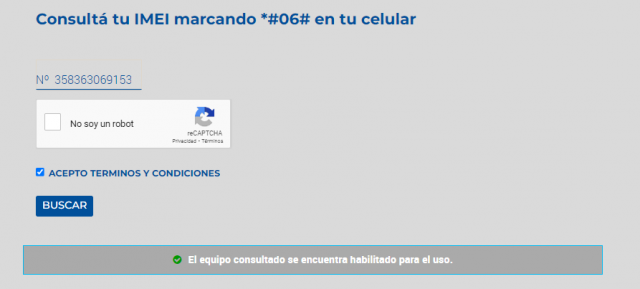 Consultá tu IMEI marcando *#06# en tu celular
Nº 358363069153
No soy un robot
reCAPTCHA
Privacidad • Términos
ACEPTO TERMINOS Y CONDICIONES
BUSCAR
El equipo consultado se encuentra habilitado para el uso.